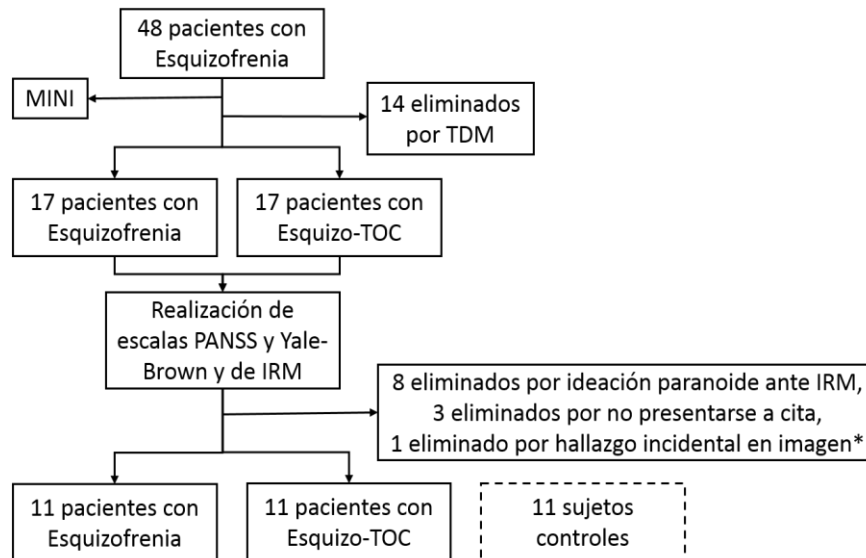 48 pacientes con
Esquizofrenia
MINI
14 eliminados
por TDM
17 pacientes con
Esquizofrenia
17 pacientes con
Esquizo-TOC
Realización de
escalas PANSS y Yale-
Brown y de IRM
8 eliminados por ideación paranoide ante IRM,
3 eliminados por no presentarse a cita,
1 eliminado por hallazgo incidental en imagen*
11 pacientes con
Esquizofrenia
11 pacientes con
Esquizo-TOC
11 sujetos
controles